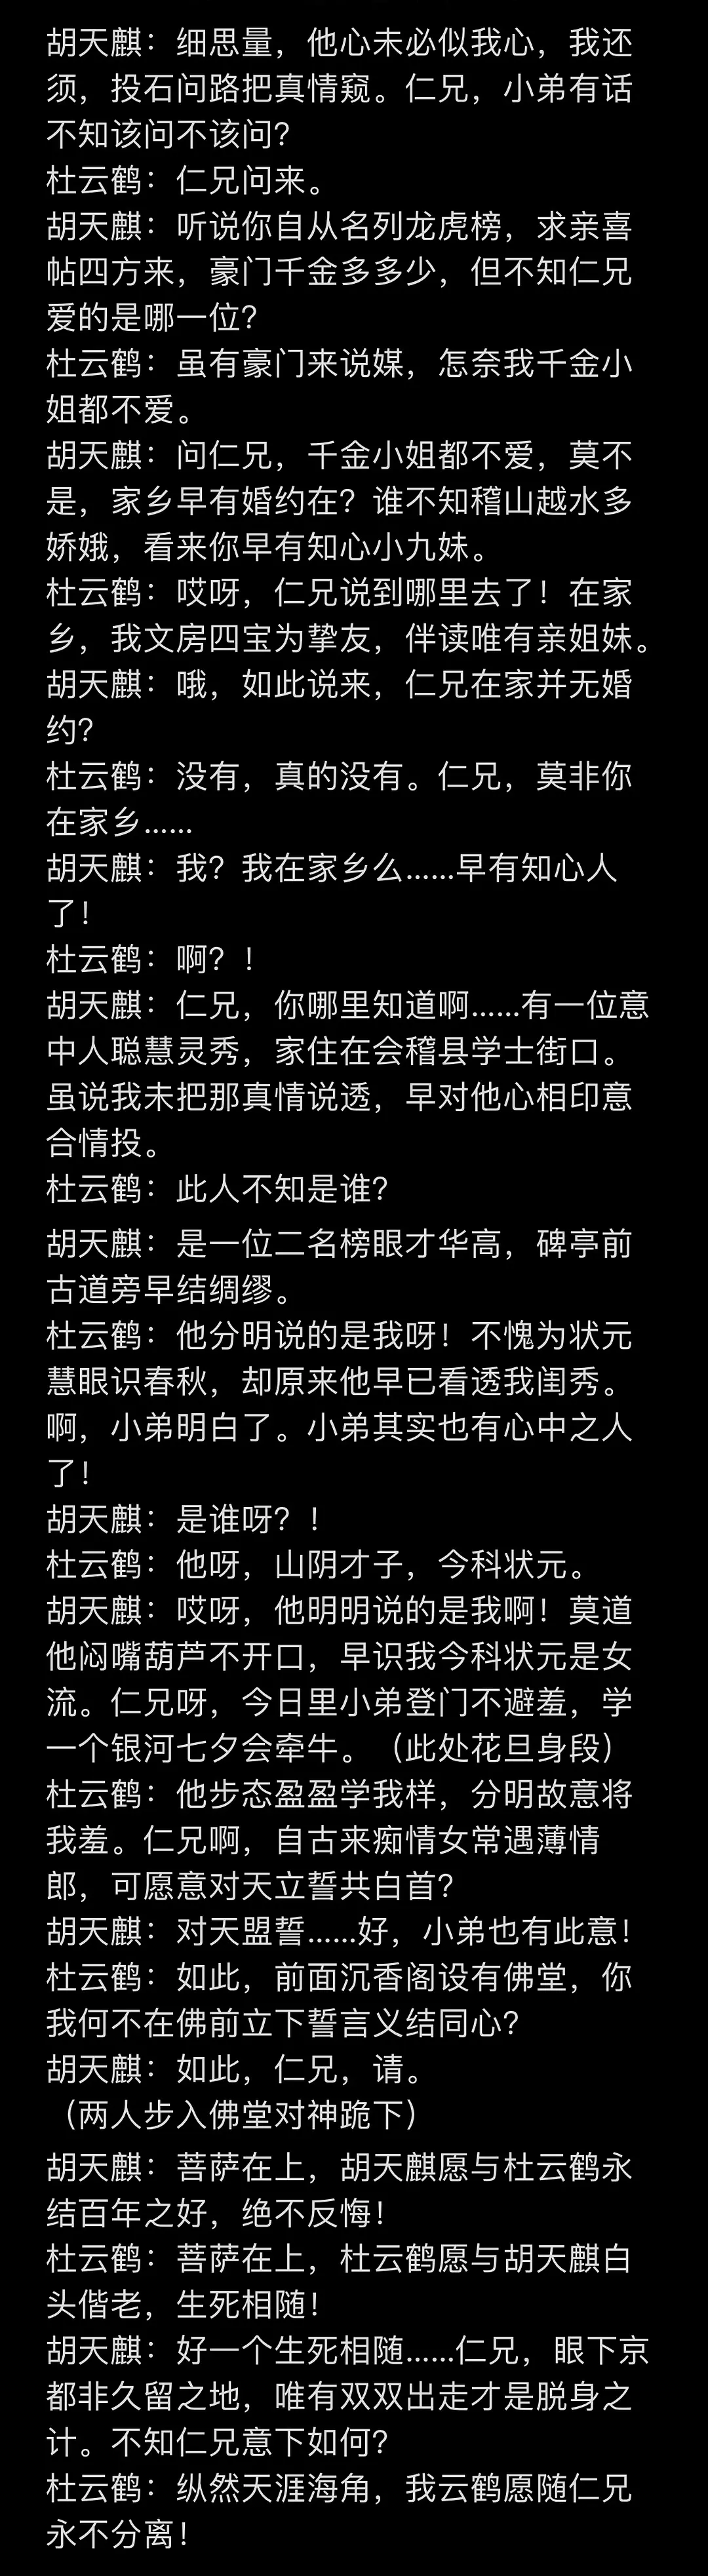 胡天麒：细思量，他心未必似我心，我还
须，投石问路把真情窥。仁兄，小弟有话
不知该问不该问？
杜云鹤：仁兄问来。
胡天麒：听说你自从名列龙虎榜，求亲喜
帖四方来，豪门千金多多少，但不知仁兄
爱的是哪一位？
杜云鹤：虽有豪门来说媒，怎奈我千金小
姐都不爱。
胡天麒：问仁兄，千金小姐都不爱，莫不
是，家乡早有婚约在？谁不知稽山越水多
娇娥，看来你早有知心小九妹。
杜云鹤：哎呀，仁兄说到哪里去了！在家
乡，我文房四宝为挚友，伴读唯有亲姐妹。
胡天麒：哦，如此说来，仁兄在家并无婚
约？
杜云鹤：没有，真的没有。仁兄，莫非你
在家乡……
胡天麒：我？我在家乡么……早有知心人
了！
杜云鹤：啊？！
胡天麒：仁兄，你哪里知道啊……有一位意
中人聪慧灵秀，家住在会稽县学士街口。
虽说我未把那真情说透，早对他心相印意
合情投。
杜云鹤：此人不知是谁？
胡天麒：是一位二名榜眼才华高，碑亭前
古道旁早结绸缪。
杜云鹤：他分明说的是我呀！不愧为状元
慧眼识春秋，却原来他早已看透我闺秀。
啊，小弟明白了。小弟其实也有心中之人
了！
胡天麒：是谁呀？！
杜云鹤：他呀，山阴才子，今科状元。
胡天麒：哎呀，他明明说的是我啊！莫道
他闷嘴葫芦不开口，早识我今科状元是女
流。仁兄呀，今日里小弟登门不避羞，学
一个银河七夕会牵牛。（此处花旦身段）
杜云鹤：他步态盈盈学我样，分明故意将
我羞。仁兄啊，自古来痴情女常遇薄情
郎，可愿意对天立誓共白首？
胡天麒：对天盟誓……好，小弟也有此意！
杜云鹤：如此，前面沉香阁设有佛堂，你
我何不在佛前立下誓言义结同心？
胡天麒：如此，仁兄，请。
（两人步入佛堂对神跪下）
胡天麒：菩萨在上，胡天麒愿与杜云鹤永
结百年之好，绝不反悔！
杜云鹤：菩萨在上，杜云鹤愿与胡天麒白
头偕老，生死相随！
胡天麒：好一个生死相随……仁兄，眼下京
都非久留之地，唯有双双出走才是脱身之
计。不知仁兄意下如何？
杜云鹤：纵然天涯海角，我云鹤愿随仁兄
永不分离！